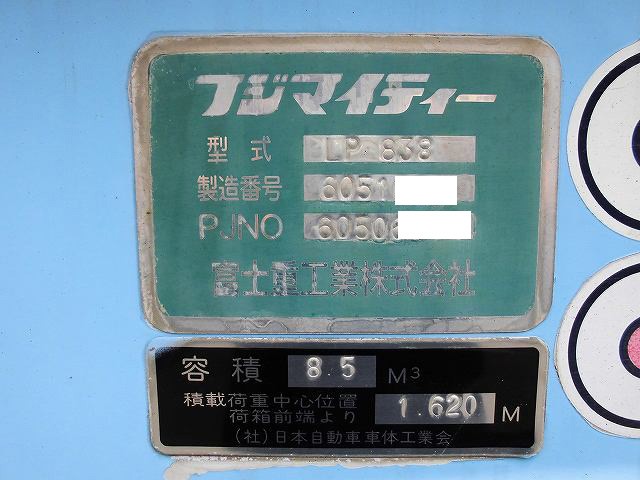 フジマイティー
型式 LP 838
製造番号 6051
PJNO 60506
富士重工業株式会社
容積 8.5 M³
積載荷重中心位置
荷箱前端より 1.620 M
(社)日本自動車車体工業会